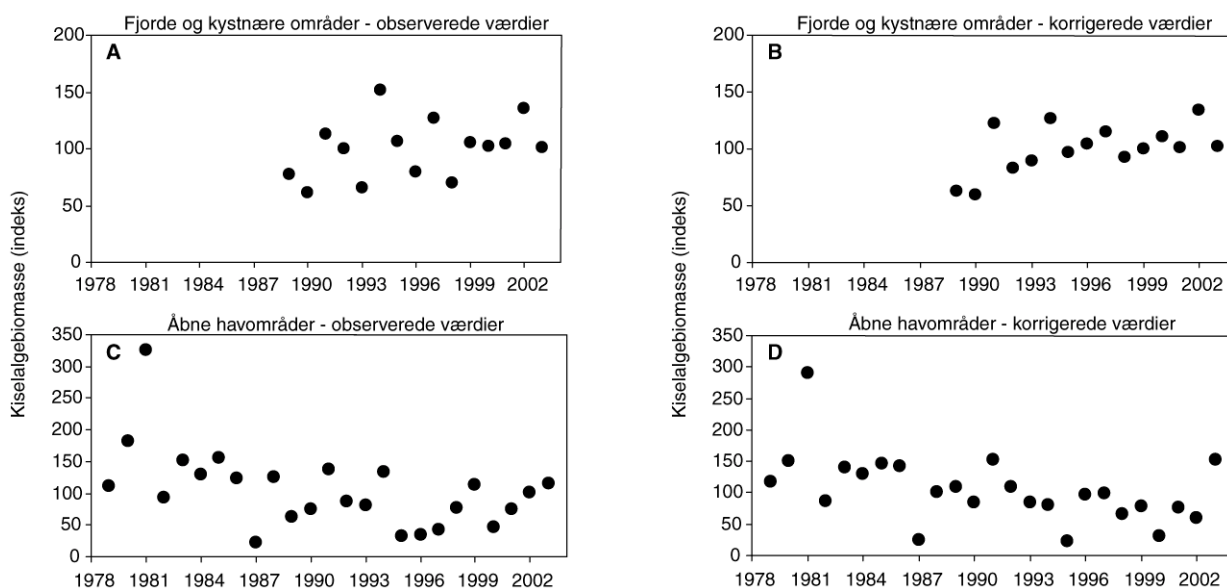 Fjorde og kystnære områder - observerede værdier
A
200
150
100
50
0
1978 1981 1984 1987 1990 1993 1996 1999 2002
Fjorde og kystnære områder - korrigerede værdier
B
200
150
100
50
0
1978 1981 1984 1987 1990 1993 1996 1999 2002
Kiselalgebiomasse (indeks)
Kiselalgebiomasse (indeks)
Åbne havområder - observerede værdier
C
350
300
250
200
150
100
50
0
1978 1981 1984 1987 1990 1993 1996 1999 2002
Åbne havområder - korrigerede værdier
D
350
300
250
200
150
100
50
0
1978 1981 1984 1987 1990 1993 1996 1999 2002